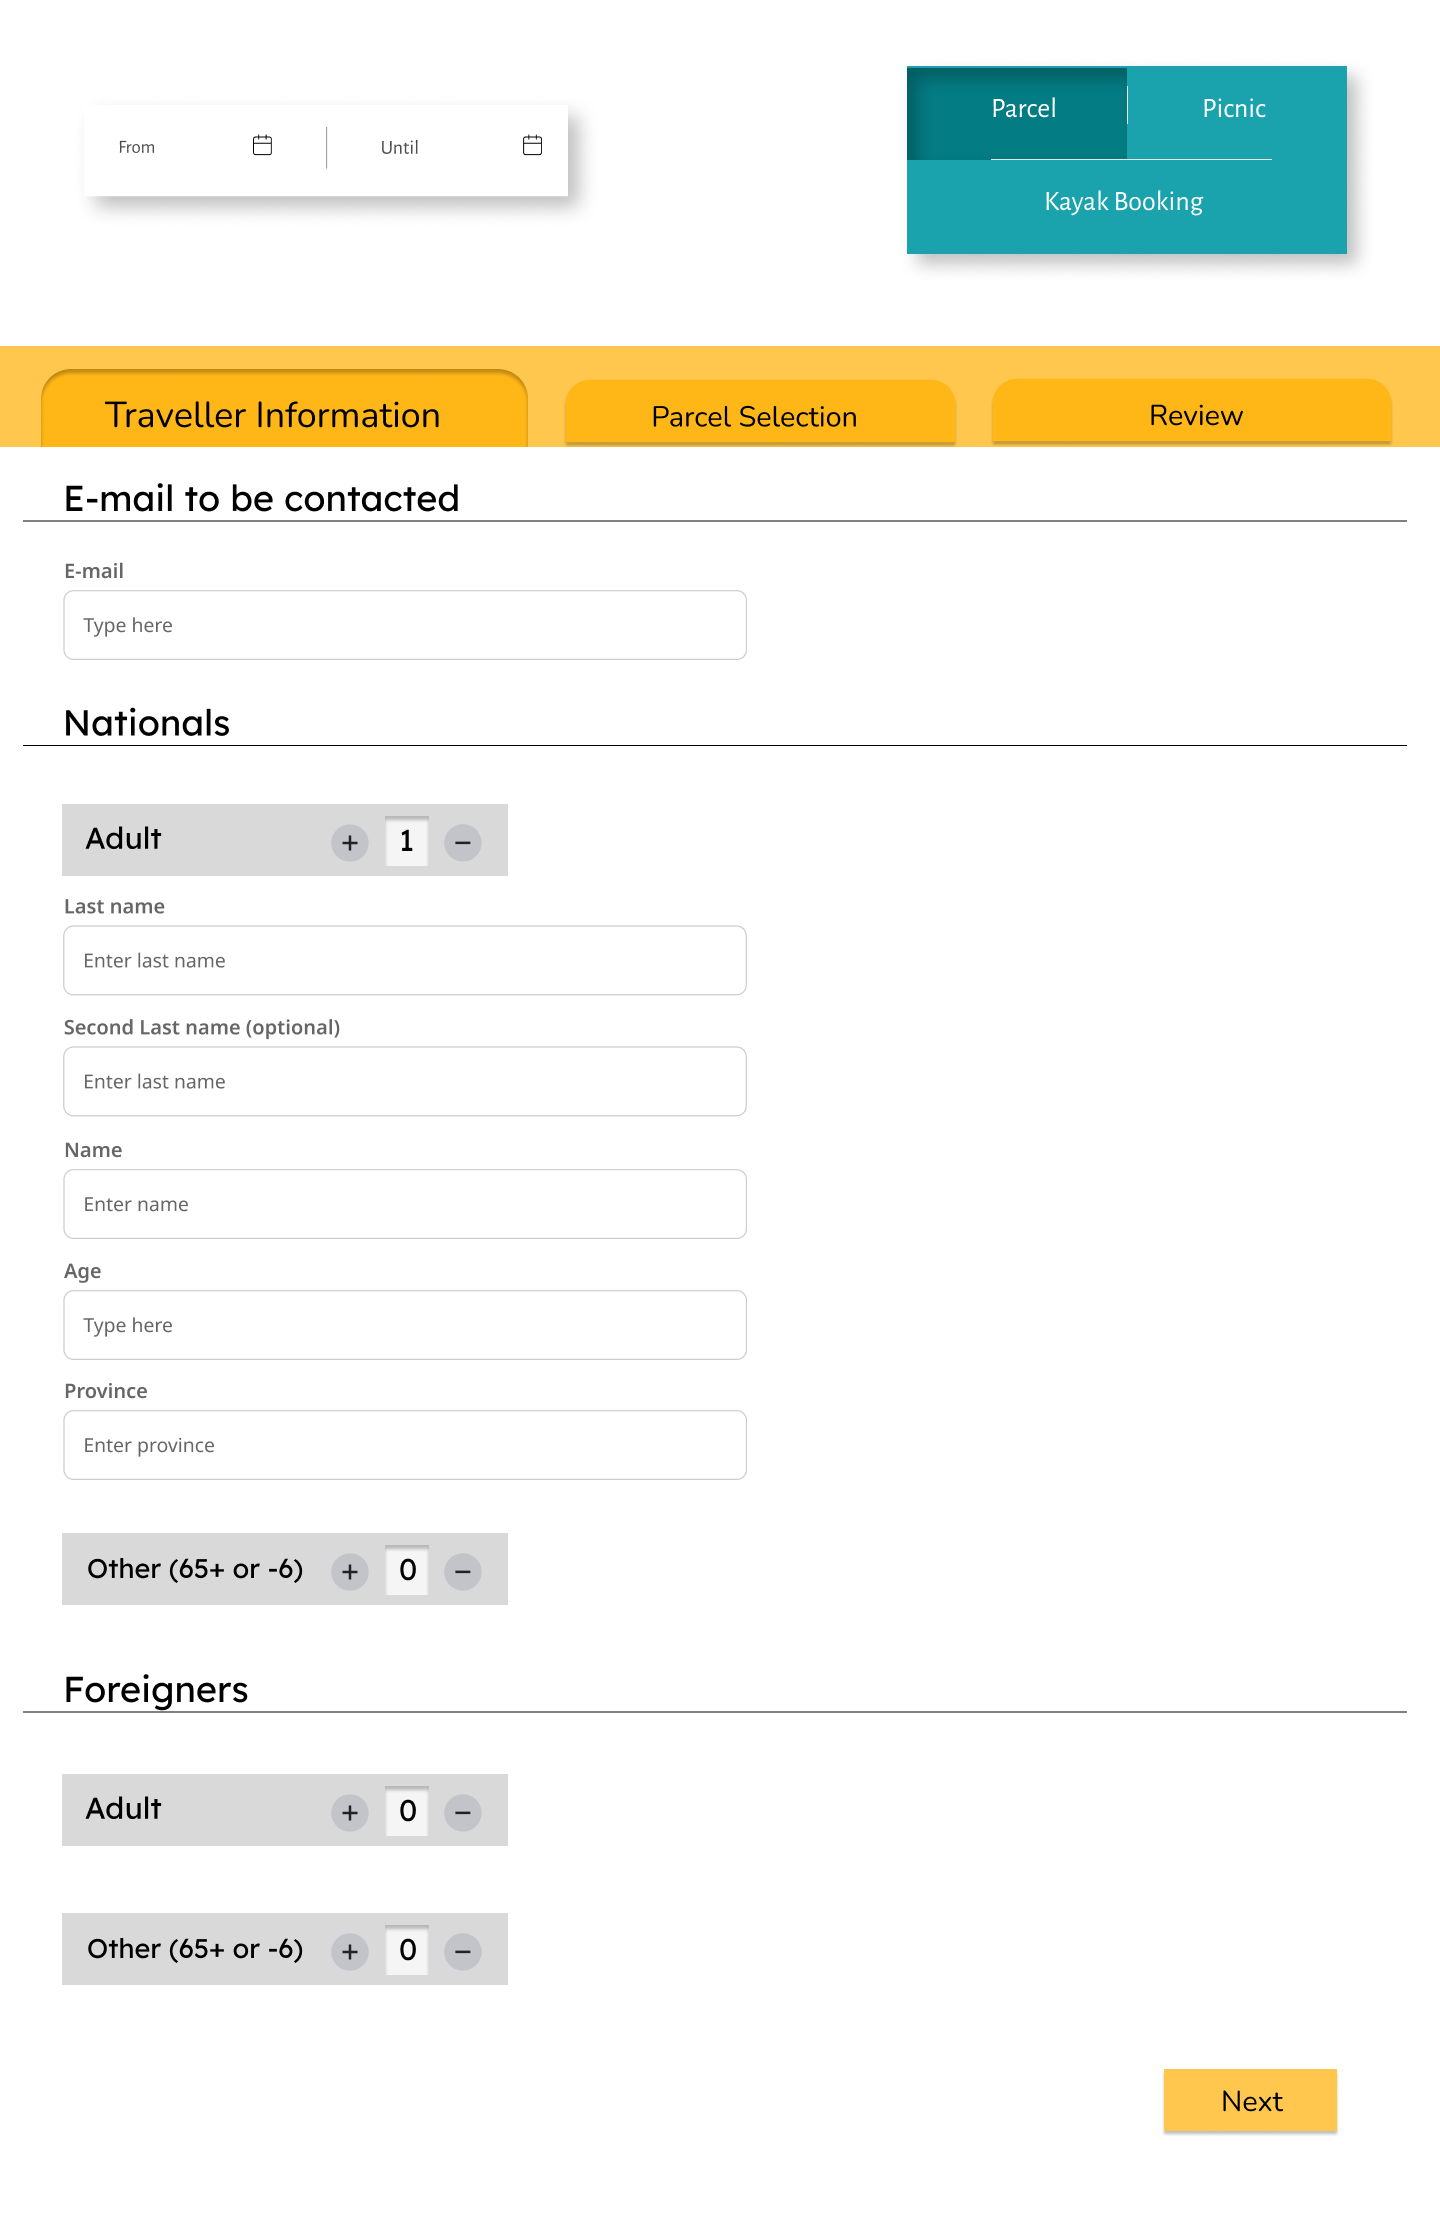 From
Until
Parcel
Picnic
Kayak Booking
Traveller Information
Parcel Selection
Review
E-mail to be contacted
E-mail
Type here
Nationals
Adult + 1 −
Last name
Enter last name
Second Last name (optional)
Enter last name
Name
Enter name
Age
Type here
Province
Enter province
Other (65+ or -6) + 0 −
Foreigners
Adult + 0 −
Other (65+ or -6) + 0 −
Next